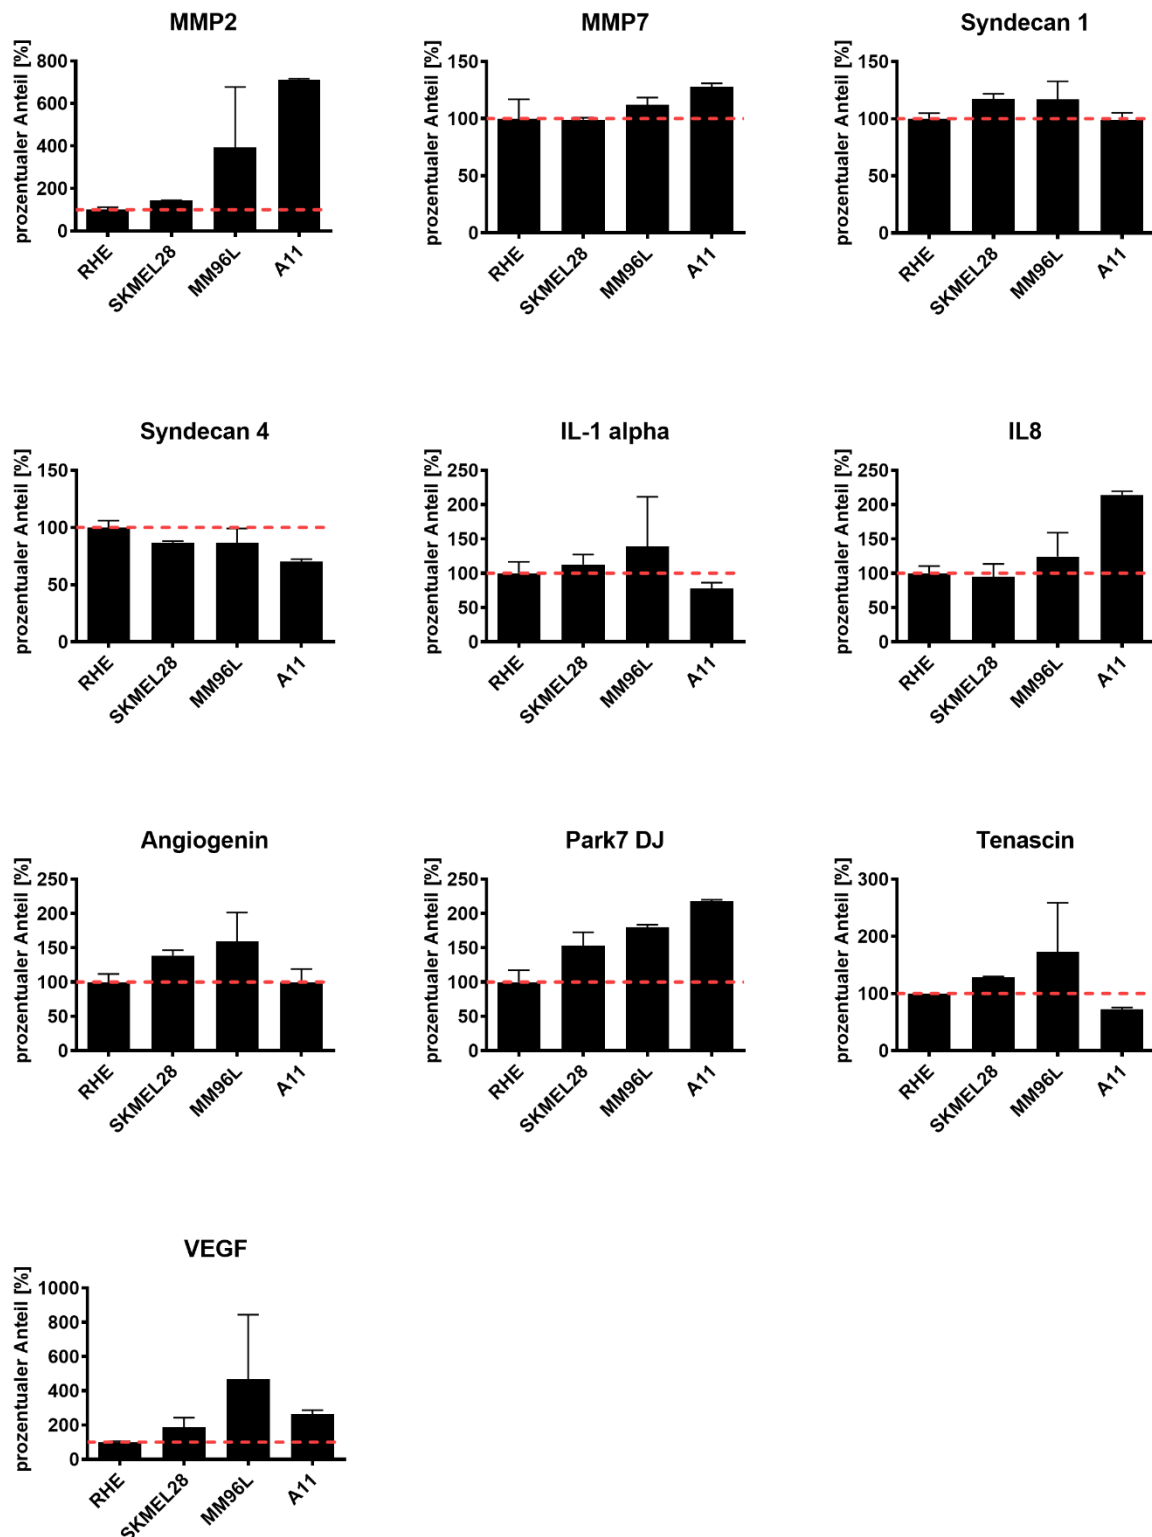 MMP2
prozentualer Anteil [%]
800
600
400
200
0
RHE
SKMEL28
MM96L
A11
MMP7
prozentualer Anteil [%]
150
100
50
0
RHE
SKMEL28
MM96L
A11
Syndecan 1
prozentualer Anteil [%]
150
100
50
0
RHE
SKMEL28
MM96L
A11
Syndecan 4
prozentualer Anteil [%]
150
100
50
0
RHE
SKMEL28
MM96L
A11
IL-1 alpha
prozentualer Anteil [%]
250
200
150
100
50
0
RHE
SKMEL28
MM96L
A11
IL8
prozentualer Anteil [%]
250
200
150
100
50
0
RHE
SKMEL28
MM96L
A11
Angiogenin
prozentualer Anteil [%]
250
200
150
100
50
0
RHE
SKMEL28
MM96L
A11
Park7 DJ
prozentualer Anteil [%]
250
200
150
100
50
0
RHE
SKMEL28
MM96L
A11
Tenascin
prozentualer Anteil [%]
300
200
100
0
RHE
SKMEL28
MM96L
A11
VEGF
prozentualer Anteil [%]
1000
800
600
400
200
0
RHE
SKMEL28
MM96L
A11